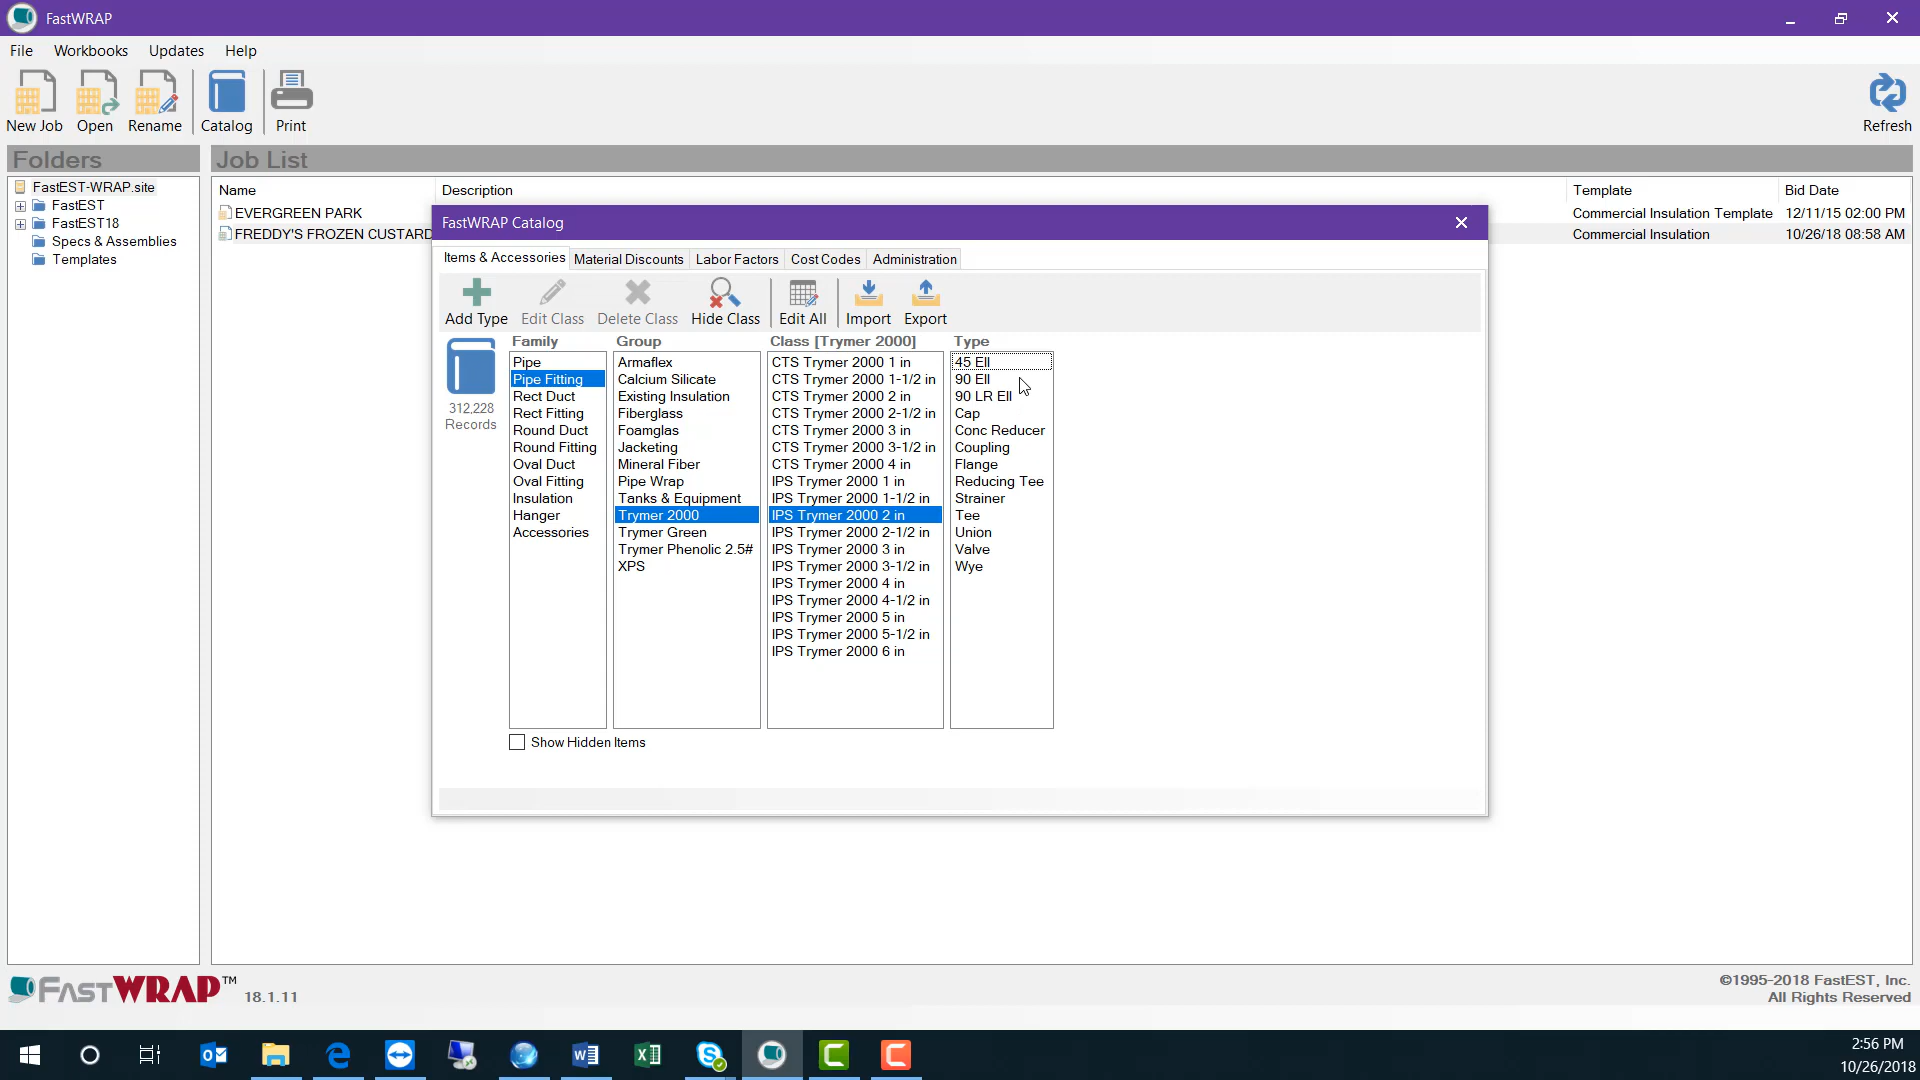 FastWRAP
File Workbooks Updates Help
New Job Open Rename Catalog Print Refresh
Folders
FastEST-WRAP.site
FastEST
FastEST18
Specs & Assemblies
Templates
Job List
Name Description Template Bid Date
EVERGREEN PARK Commercial Insulation Template 12/11/15 02:00 PM
FREDDY'S FROZEN CUSTARD Commercial Insulation 10/26/18 08:58 AM
FastWRAP Catalog
Items & Accessories Material Discounts Labor Factors Cost Codes Administration
Add Type Edit Class Delete Class Hide Class Edit All Import Export
312,228
Records
Family
Pipe
Pipe Fitting
Rect Duct
Rect Fitting
Round Duct
Round Fitting
Oval Duct
Oval Fitting
Insulation
Hanger
Accessories
Group
Armaflex
Calcium Silicate
Existing Insulation
Fiberglass
Foamglas
Jacketing
Mineral Fiber
Pipe Wrap
Tanks & Equipment
Trymer 2000
Trymer Green
Trymer Phenolic 2.5#
XPS
Class [Trymer 2000]
CTS Trymer 2000 1 in
CTS Trymer 2000 1-1/2 in
CTS Trymer 2000 2 in
CTS Trymer 2000 2-1/2 in
CTS Trymer 2000 3 in
CTS Trymer 2000 3-1/2 in
CTS Trymer 2000 4 in
IPS Trymer 2000 1 in
IPS Trymer 2000 1-1/2 in
IPS Trymer 2000 2 in
IPS Trymer 2000 2-1/2 in
IPS Trymer 2000 3 in
IPS Trymer 2000 3-1/2 in
IPS Trymer 2000 4 in
IPS Trymer 2000 4-1/2 in
IPS Trymer 2000 5 in
IPS Trymer 2000 5-1/2 in
IPS Trymer 2000 6 in
Type
45 Ell
90 Ell
90 LR Ell
Cap
Conc Reducer
Coupling
Flange
Reducing Tee
Strainer
Tee
Union
Valve
Wye
Show Hidden Items
FASTWRAP™ 18.1.11
©1995-2018 FastEST, Inc.
All Rights Reserved
2:56 PM
10/26/2018